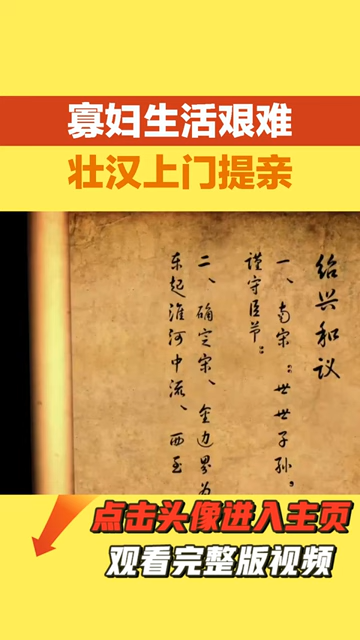 寡妇生活艰难
壮汉上门提亲
绍兴和议
一、南宋“世世子孙。
谨守臣节。
二、确定宋、金边界为
东起淮河中流、西至
点击头像进入主页
观看完整版视频